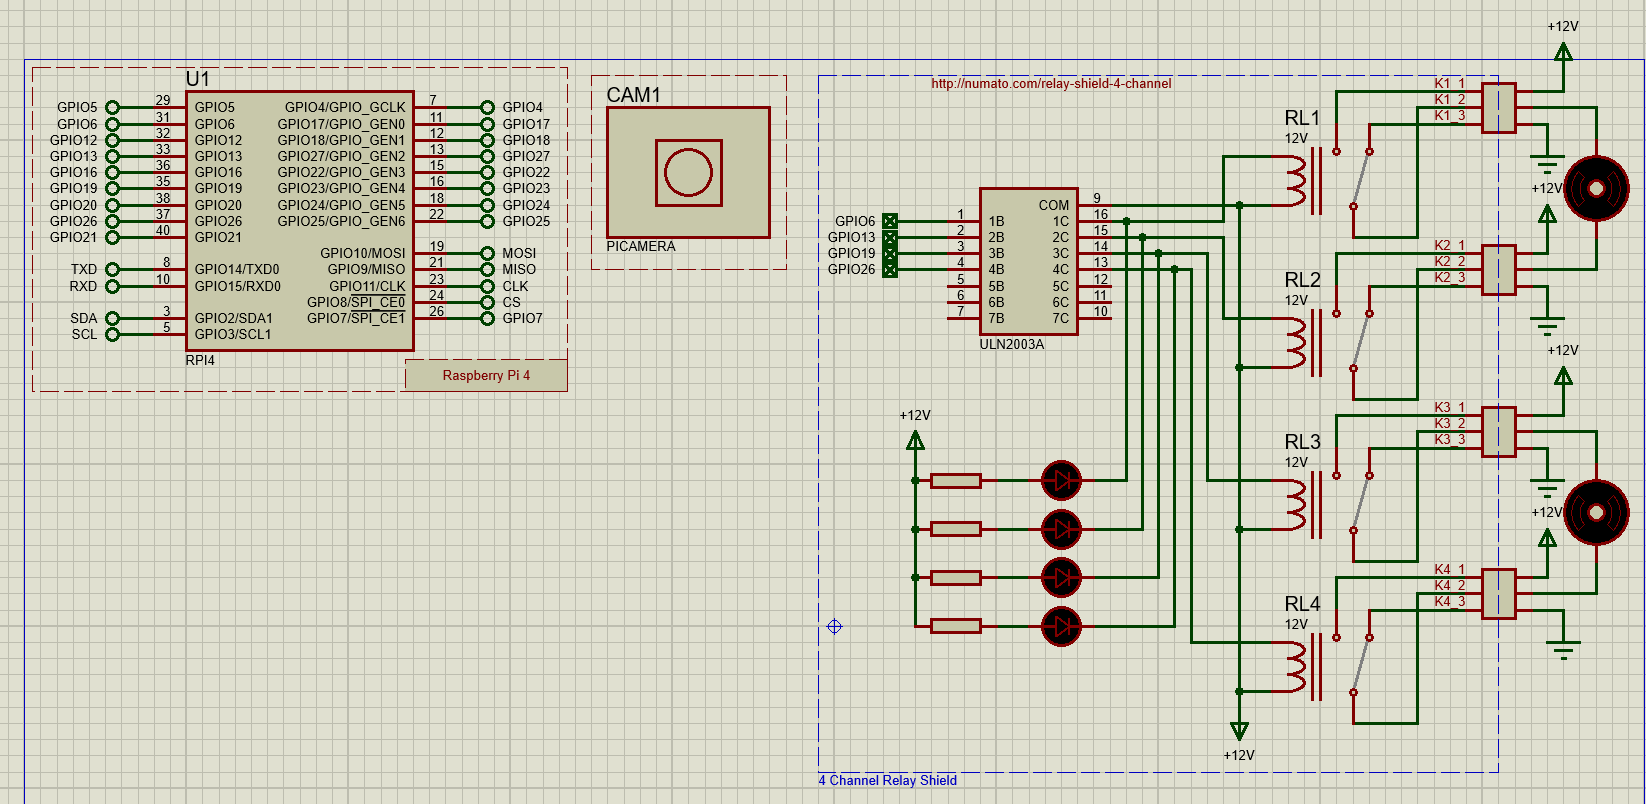 U1
GPIO5 29 GPIO5 GPIO4/GPIO_GCLK 7 GPIO4
GPIO6 31 GPIO6 GPIO17/GPIO_GEN0 11 GPIO17
GPIO12 32 GPIO12 GPIO18/GPIO_GEN1 12 GPIO18
GPIO13 33 GPIO13 GPIO27/GPIO_GEN2 13 GPIO27
GPIO16 36 GPIO16 GPIO22/GPIO_GEN3 15 GPIO22
GPIO19 35 GPIO19 GPIO23/GPIO_GEN4 16 GPIO23
GPIO20 38 GPIO20 GPIO24/GPIO_GEN5 18 GPIO24
GPIO26 37 GPIO26 GPIO25/GPIO_GEN6 22 GPIO25
GPIO21 40 GPIO21
GPIO10/MOSI 19 MOSI
TXD 8 GPIO14/TXD0 GPIO9/MISO 21 MISO
RXD 10 GPIO15/RXD0 GPIO11/CLK 23 CLK
GPIO8/SPI_CE0 24 CS
SDA 3 GPIO2/SDA1 GPIO7/SPI_CE1 26 GPIO7
SCL 5 GPIO3/SCL1
RPI4
Raspberry Pi 4
CAM1
PICAMERA
http://numato.com/relay-shield-4-channel
COM 9
GPIO6 1 1B 1C 16
GPIO13 2 2B 2C 15
GPIO19 3 3B 3C 14
GPIO26 4 4B 4C 13
5 5B 5C 12
6 6B 6C 11
7 7B 7C 10
ULN2003A
+12V
+12V
K1_1
K1_2
K1_3
RL1
12V
+12V
K2_1
K2_2
K2_3
RL2
12V
+12V
K3_1
K3_2
K3_3
RL3
12V
+12V
K4_1
K4_2
K4_3
RL4
12V
+12V
4 Channel Relay Shield